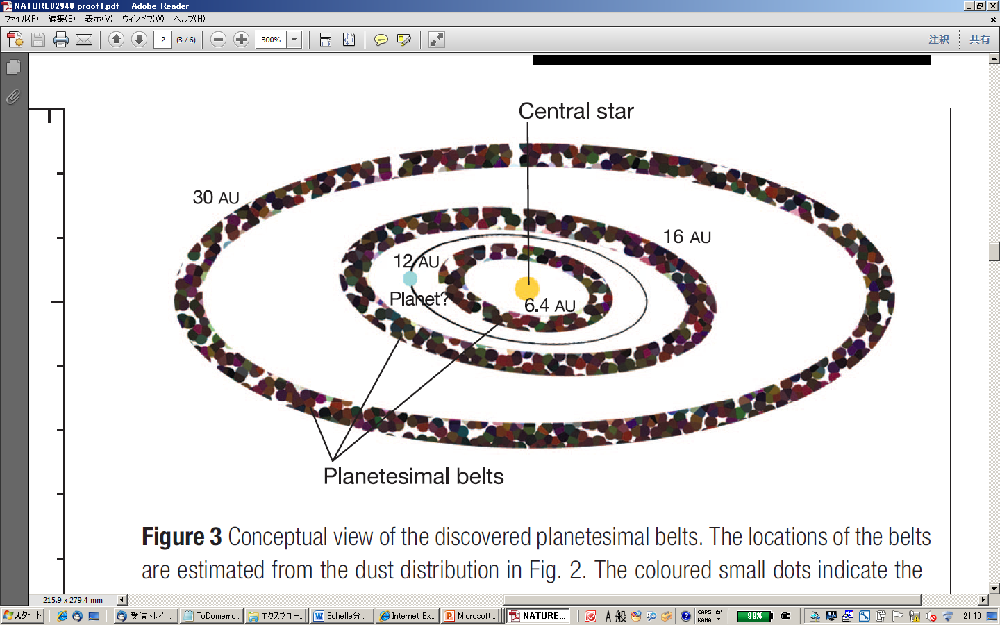 NATURE02948_proof1.pdf - Adobe Reader
ファイル(F) 編集(E) 表示(V) ウィンドウ(W) ヘルプ(H)
2 (3 / 6) 300% 注釈 共有
Central star
30 AU
16 AU
12 AU
Planet?
6.4 AU
Planetesimal belts
Figure 3 Conceptual view of the discovered planetesimal belts. The locations of the belts
are estimated from the dust distribution in Fig. 2. The coloured small dots indicate the
215.9 x 279.4 mm
スタート 受信トレイ ... ToDomemo... エクスプロー... Echelle分... Internet Ex... Microsoft... NATURE... A 般 CAPS KANA 99% 21:10